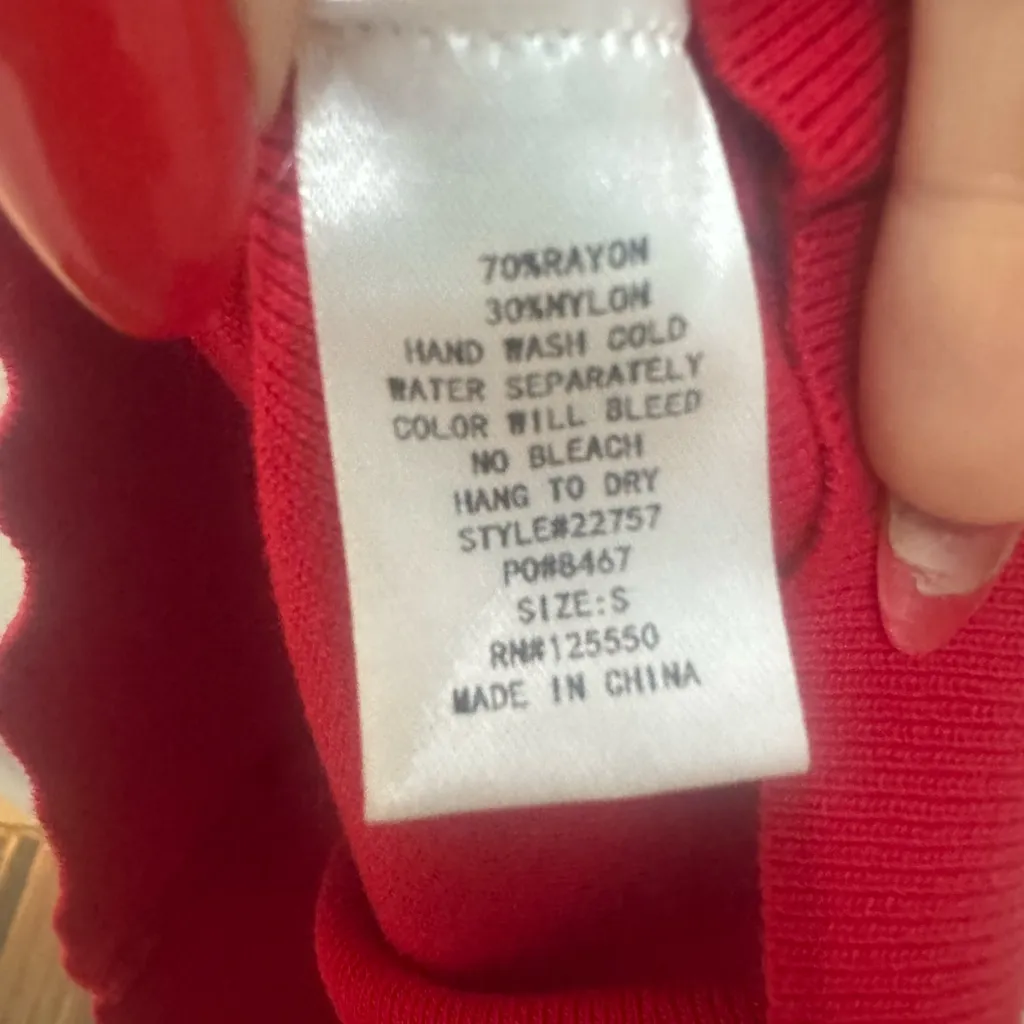 70%RAYON
30%NYLON
HAND WASH COLD
WATER SEPARATELY
COLOR WILL BLEED
NO BLEACH
HANG TO DRY
STYLE#22757
PO#8467
SIZE:S
RN#125550
MADE IN CHINA